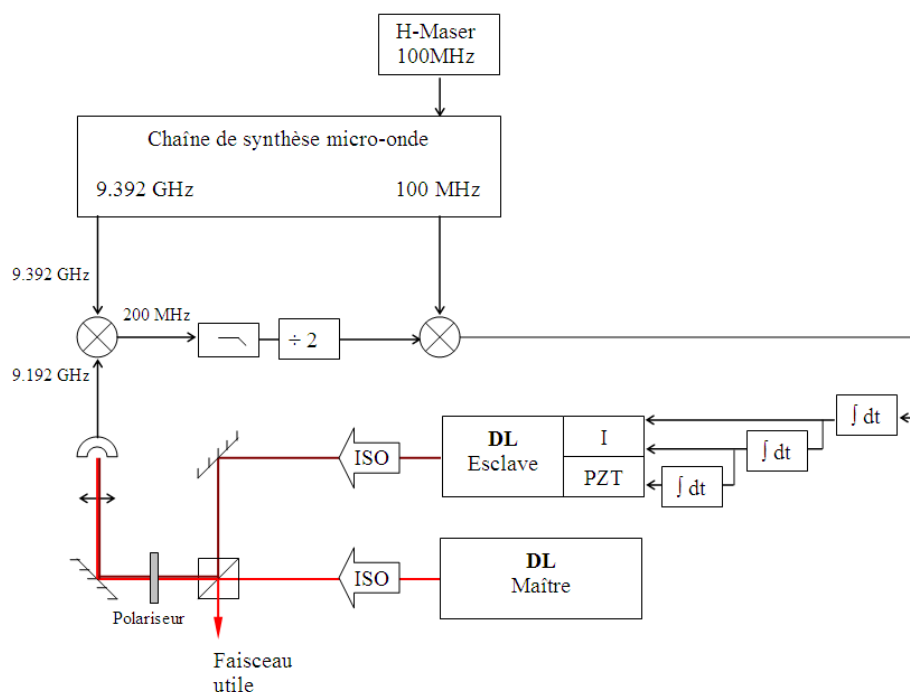 H-Maser
100MHz
Chaîne de synthèse micro-onde
9.392 GHz
100 MHz
9.392 GHz
200 MHz
÷ 2
9.192 GHz
∫ dt
∫ dt
∫ dt
DL
Esclave
I
PZT
ISO
ISO
DL
Maître
Polariseur
Faisceau
utile